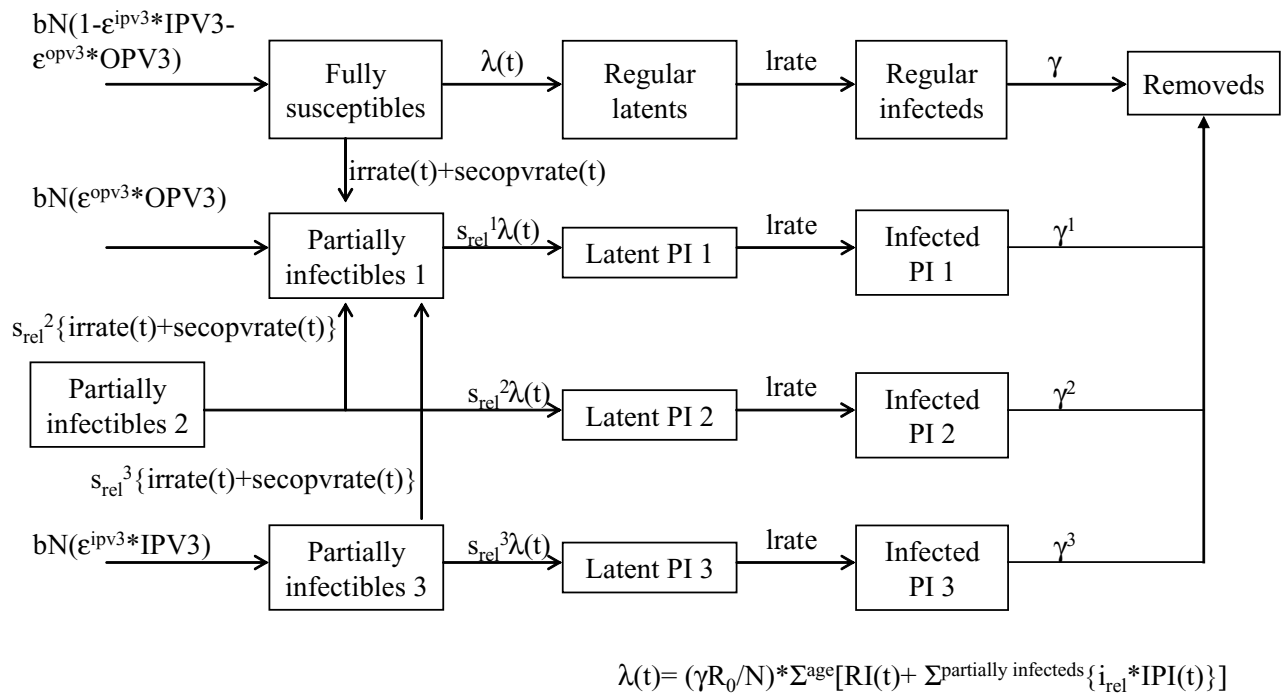 bN(1-ε^ipv3*IPV3-
ε^opv3*OPV3)
Fully
susceptibles
λ(t)
Regular
latents
lrate
Regular
infecteds
γ
Removeds
irrate(t)+secopvrate(t)
bN(ε^opv3*OPV3)
Partially
infectibles 1
s_rel^1λ(t)
Latent PI 1
lrate
Infected
PI 1
γ^1
s_rel^2{irrate(t)+secopvrate(t)}
Partially
infectibles 2
s_rel^2λ(t)
Latent PI 2
lrate
Infected
PI 2
γ^2
s_rel^3{irrate(t)+secopvrate(t)}
bN(ε^ipv3*IPV3)
Partially
infectibles 3
s_rel^3λ(t)
Latent PI 3
lrate
Infected
PI 3
γ^3
λ(t)= (γR_0/N)*Σ^age[RI(t)+ Σ^partially infecteds{i_rel*IPI(t)}]